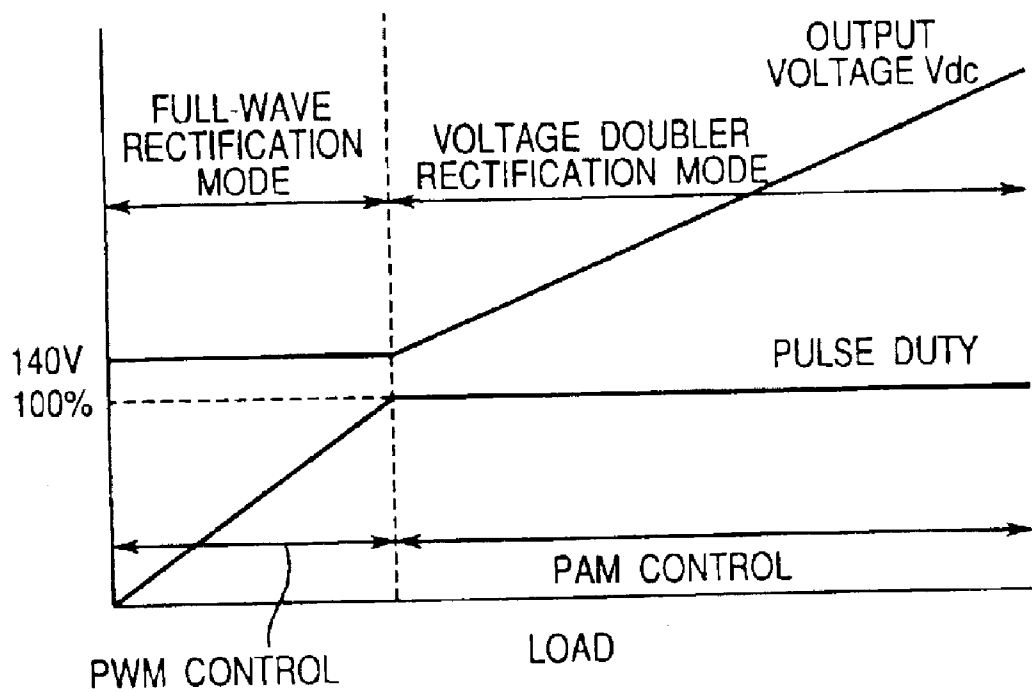 OUTPUT
VOLTAGE Vdc
FULL-WAVE
RECTIFICATION
MODE
VOLTAGE DOUBLER
RECTIFICATION MODE
140V
100%
PULSE DUTY
PAM CONTROL
PWM CONTROL
LOAD